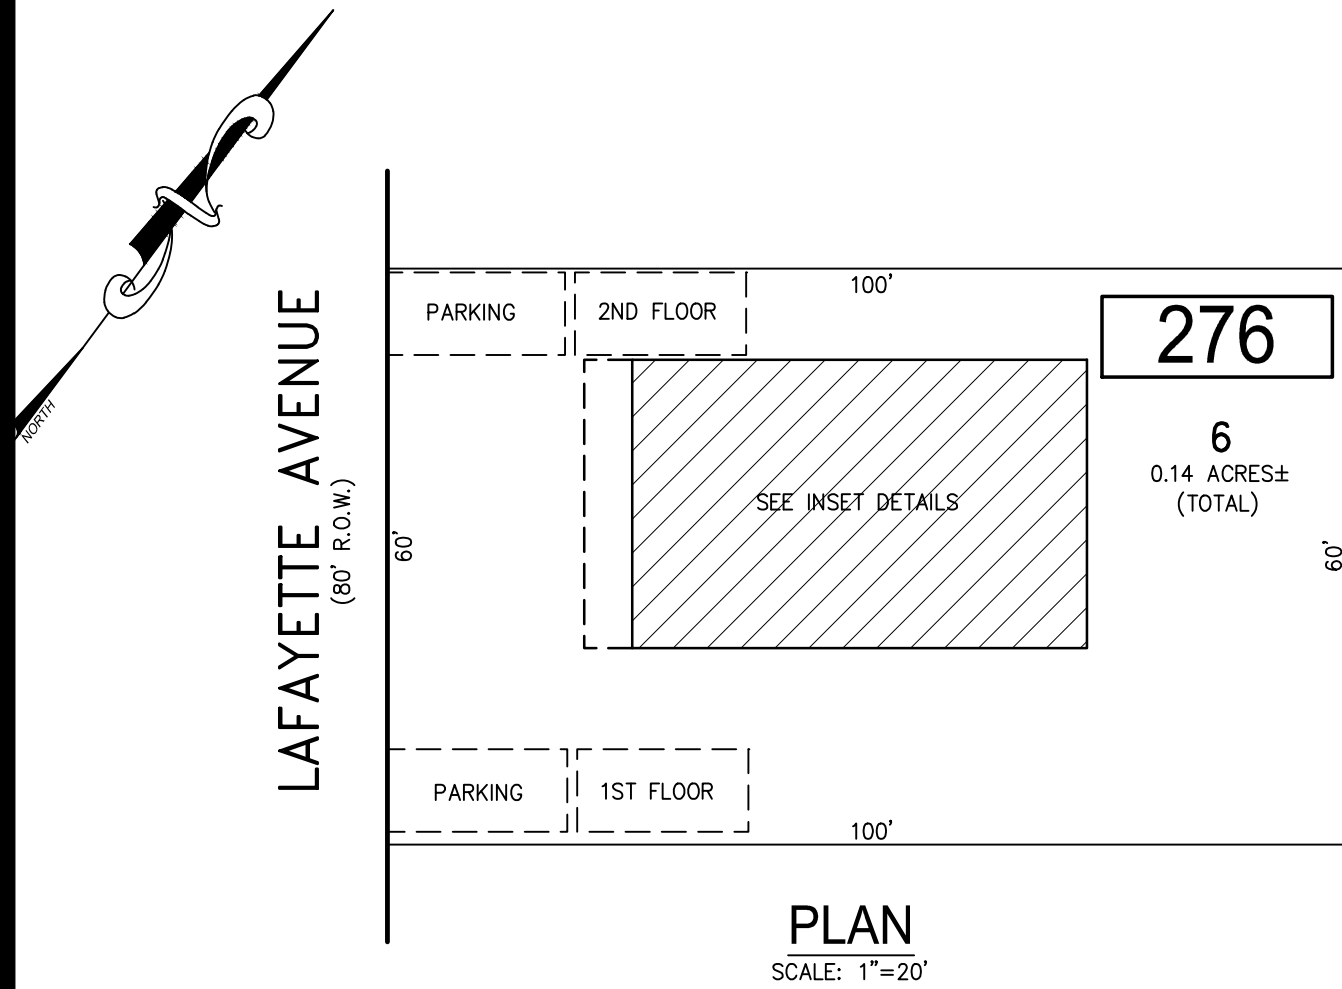 NORTH
LAFAYETTE AVENUE
(80' R.O.W.)
PARKING
2ND FLOOR
100'
276
6
0.14 ACRES±
(TOTAL)
SEE INSET DETAILS
60'
60'
PARKING
1ST FLOOR
100'
PLAN
SCALE: 1"=20'